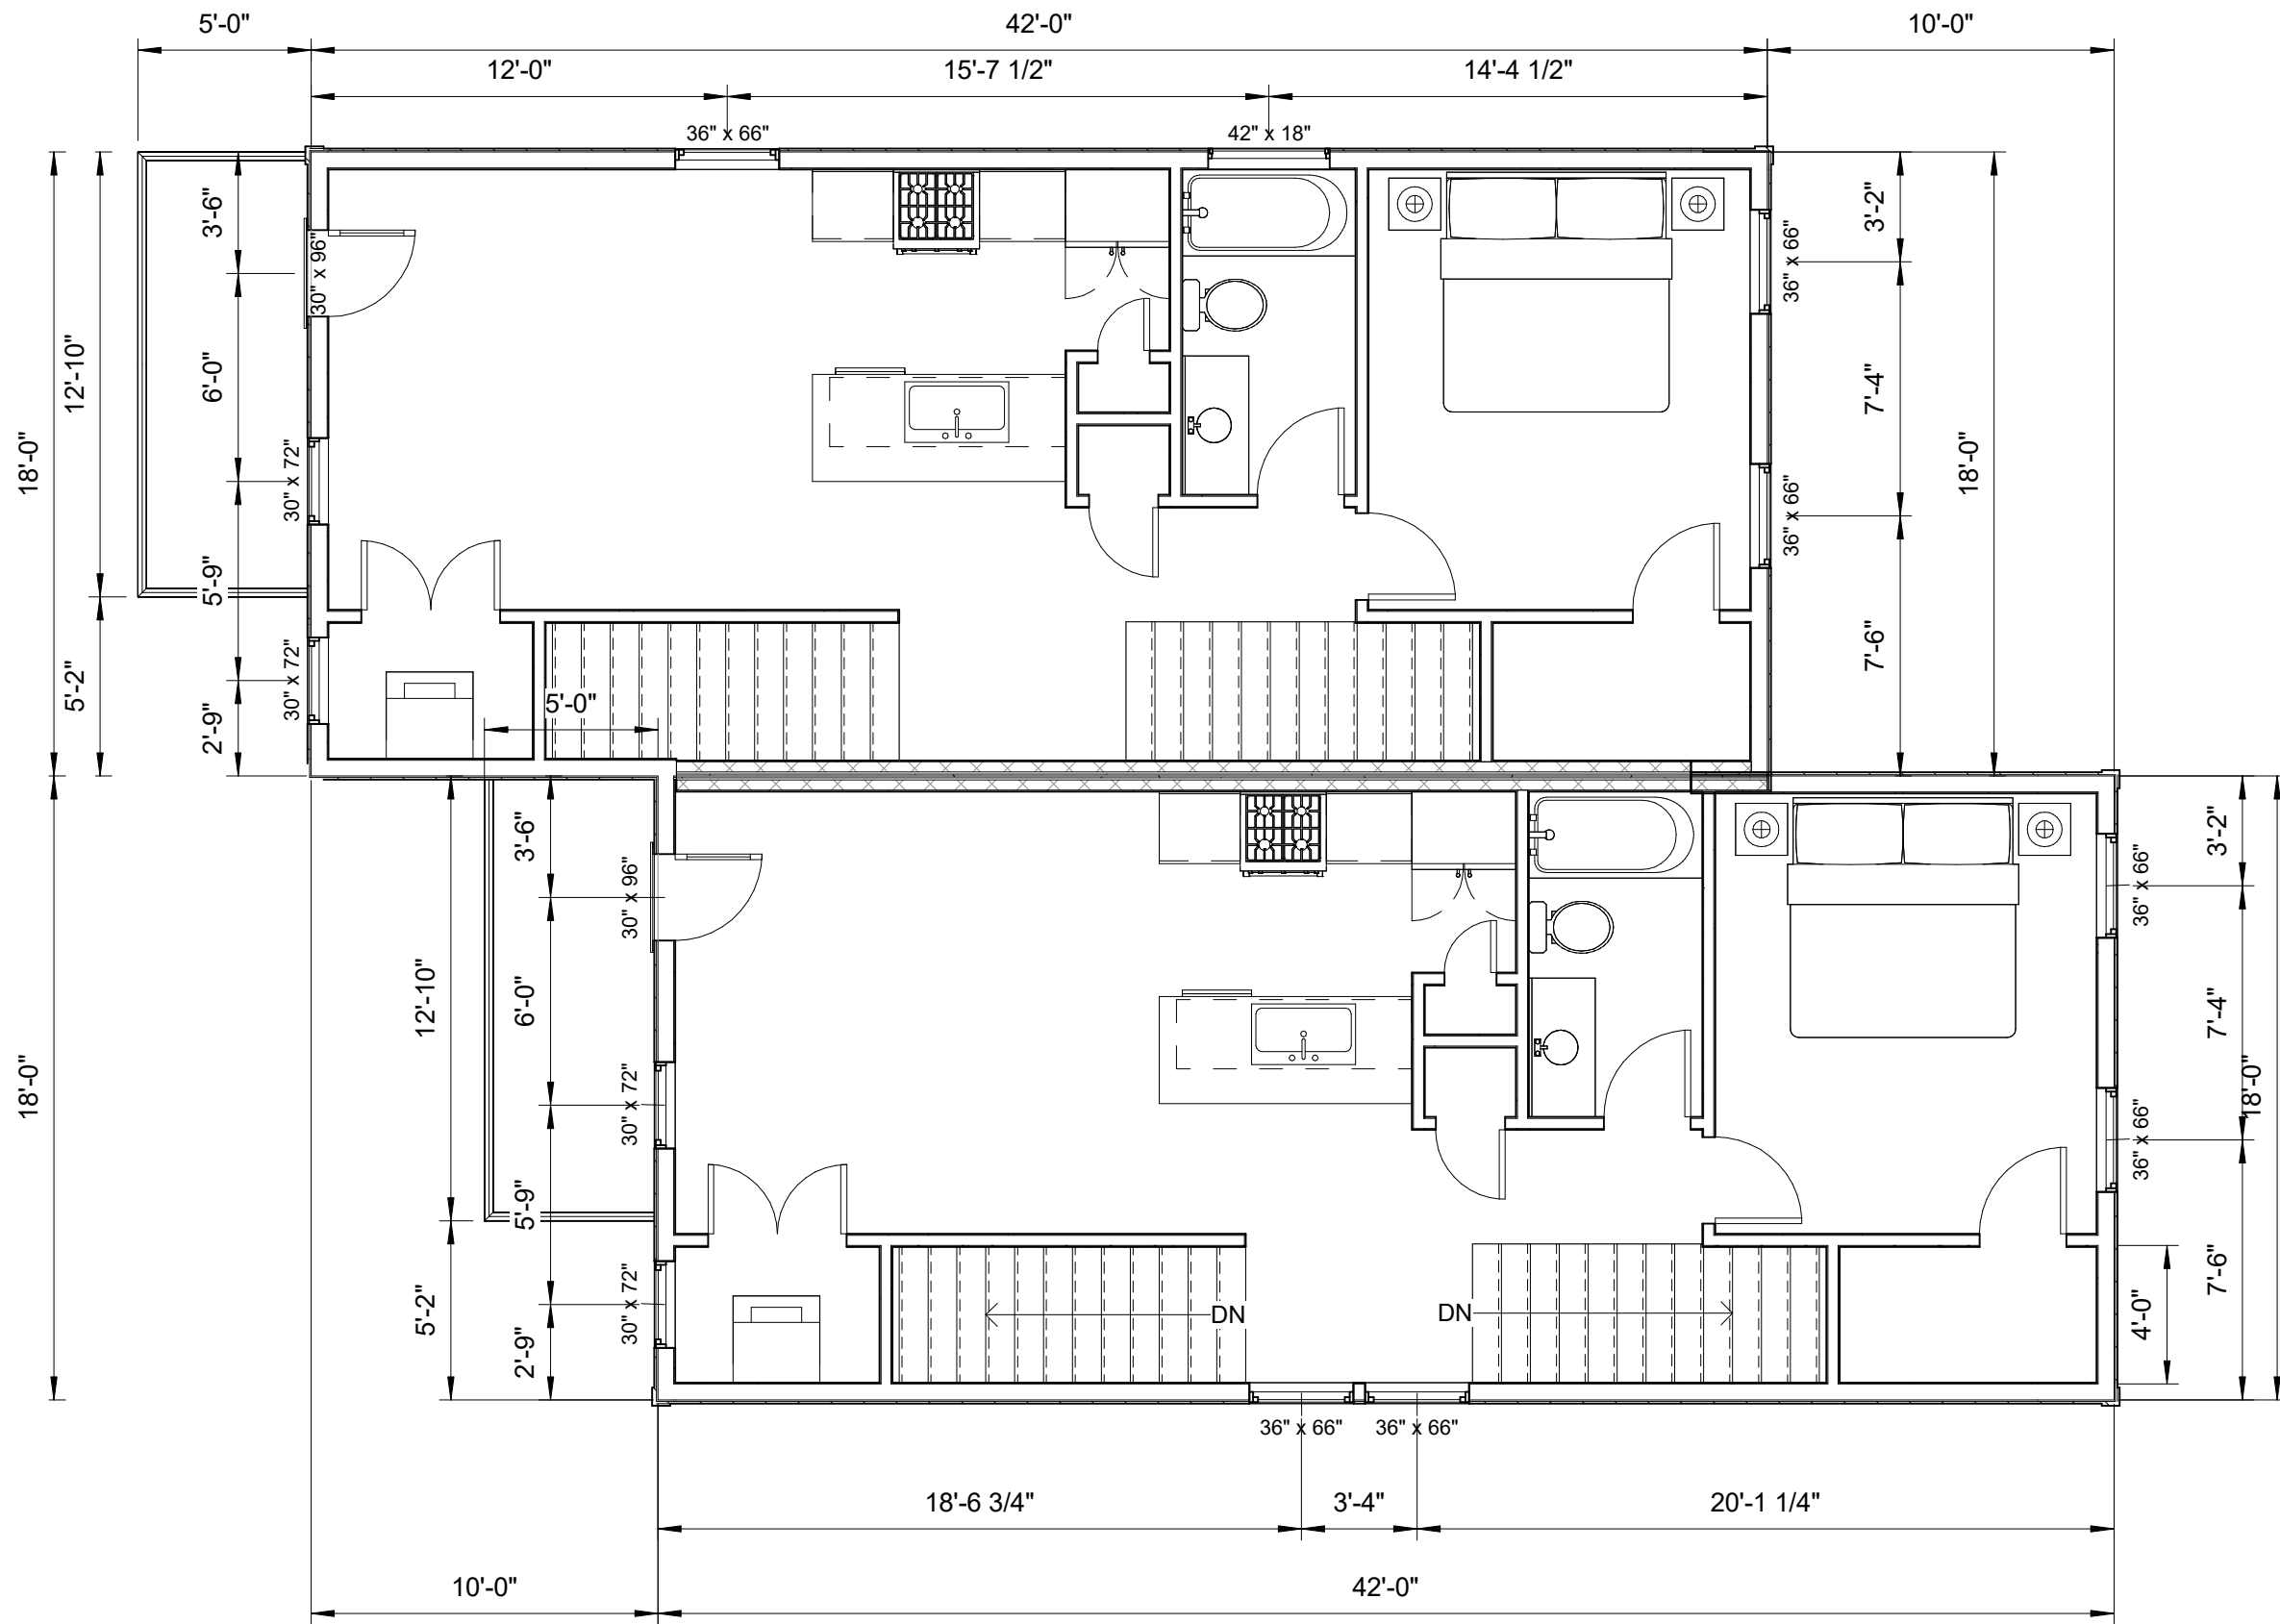 5'-0"
42'-0"
10'-0"
12'-0"
15'-7 1/2"
14'-4 1/2"
36" x 66"
42" x 18"
18'-0"
12'-10"
5'-2"
3'-6"
6'-0"
5'-9"
2'-9"
30" x 96"
30" x 72"
30" x 72"
36" x 66"
36" x 66"
3'-2"
7'-4"
7'-6"
18'-0"
5'-0"
18'-0"
12'-10"
5'-2"
3'-6"
6'-0"
5'-9"
2'-9"
30" x 96"
30" x 72"
30" x 72"
DN
DN
36" x 66"
36" x 66"
3'-2"
7'-4"
7'-6"
4'-0"
18'-0"
36" x 66"
36" x 66"
18'-6 3/4"
3'-4"
20'-1 1/4"
10'-0"
42'-0"